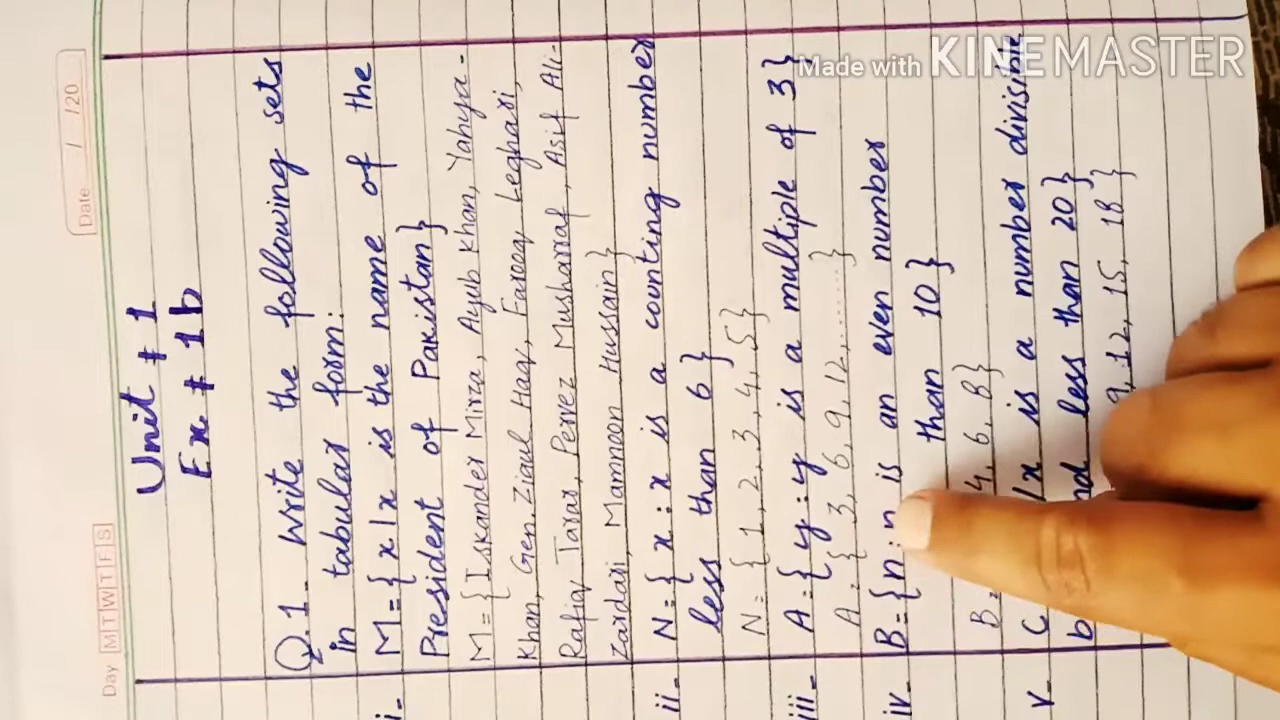 Day M T W T F S
Date / /20
Unit # 1
Ex # 1b
Q.1. Write the following sets
in tabular form:
i. M={x/x is the name of the
President of Pakistan}
M={Iskander Mirza, Ayub Khan, Yahya-
Khan, Gen. Ziaul Haq, Farooq Leghari,
Rafiq Tarar, Pervez Musharraf, Asif Ali-
Zardari, Mamnoon Hussain}
ii- N={x:x is a counting number
less than 6}
N={1,2,3,4,5}
iii- A={y:y is a multiple of 3}
A={3,6,9,12,......}
iv- B={n:n is an even number
than 10}
B= 4,6,8}
v- C /x is a number divisible
nd less than 20}
9,12,15,18}
Made with KINEMASTER